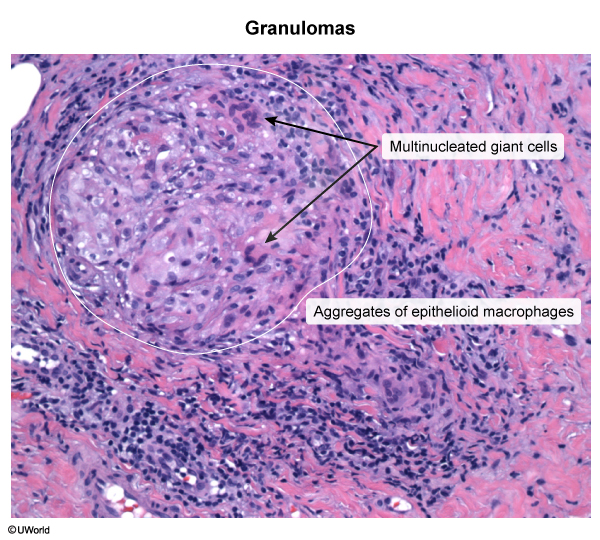 Granulomas
Multinucleated giant cells
Aggregates of epithelioid macrophages
©UWorld